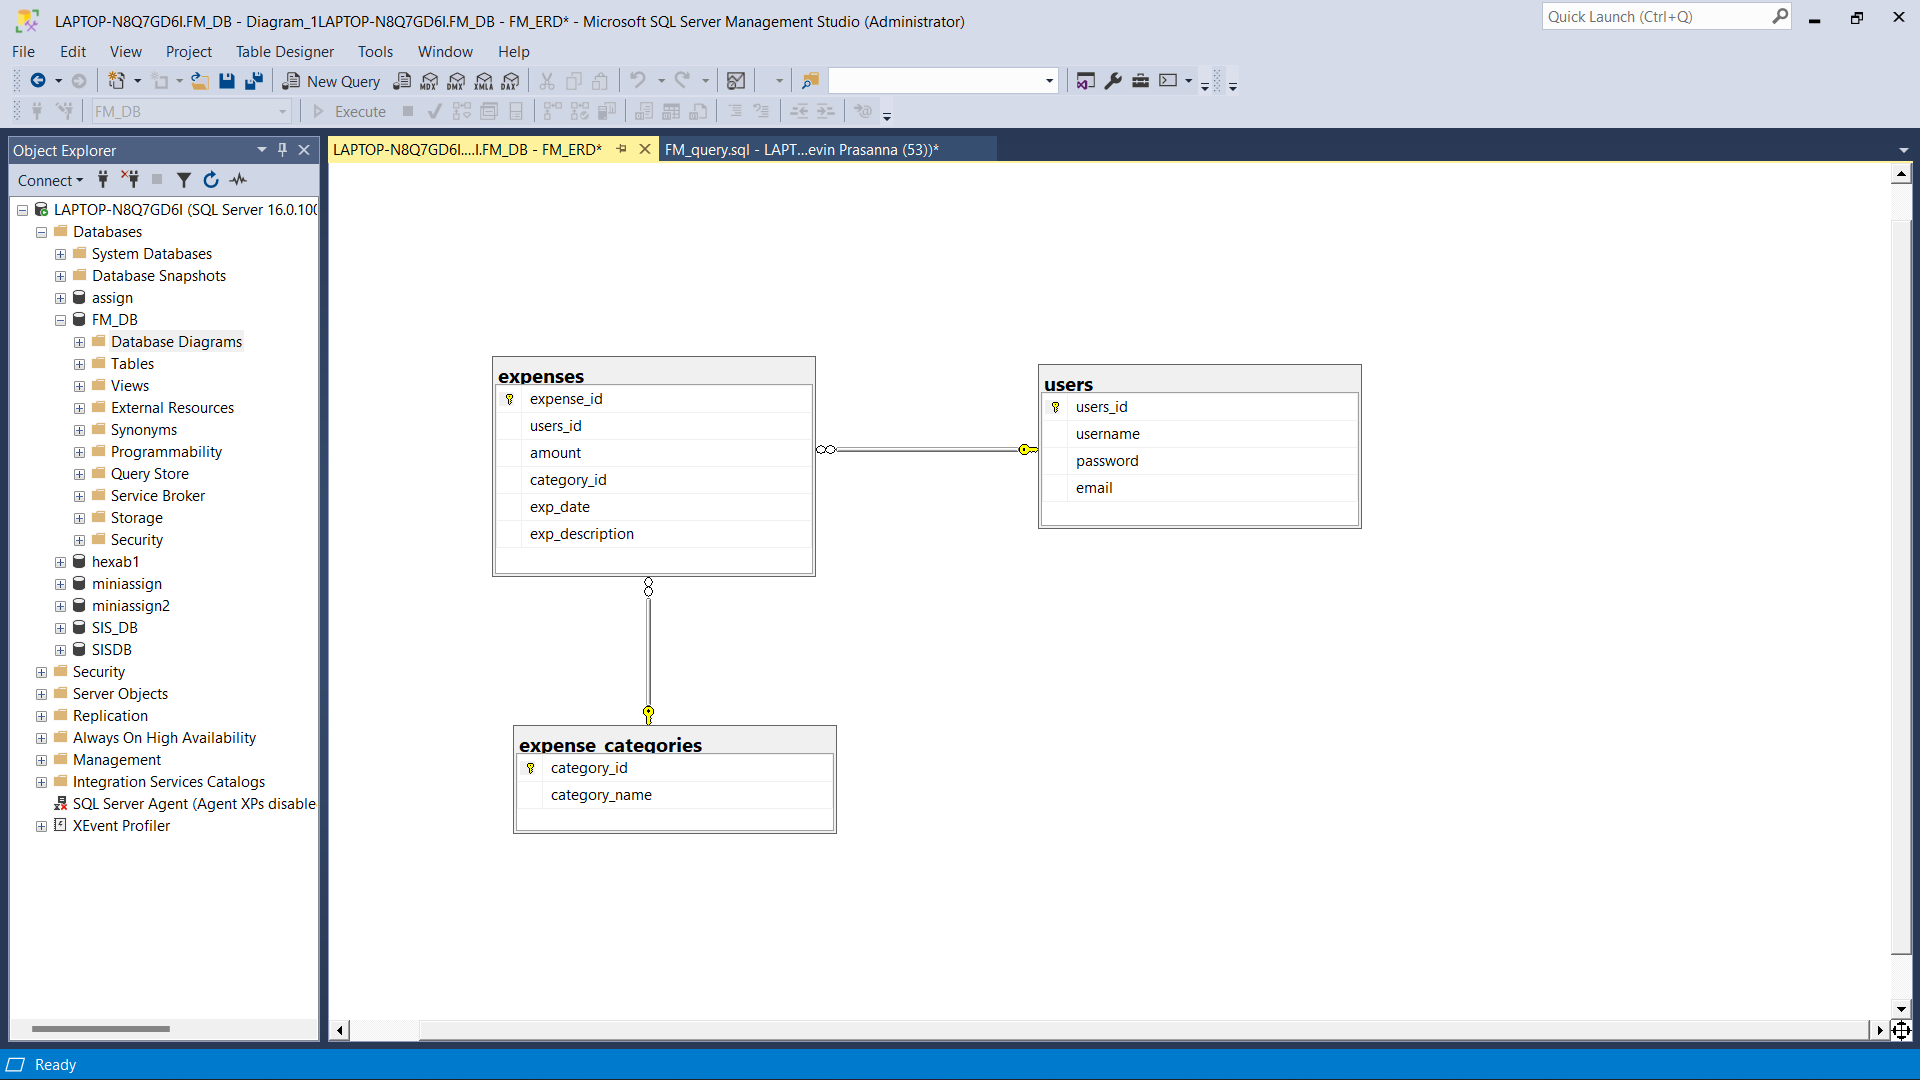 LAPTOP-N8Q7GD6I.FM_DB - Diagram_1LAPTOP-N8Q7GD6I.FM_DB - FM_ERD* - Microsoft SQL Server Management Studio (Administrator)
Quick Launch (Ctrl+Q)
File Edit View Project Table Designer Tools Window Help
New Query MDX DMX XMLA DAX
FM_DB Execute
Object Explorer
LAPTOP-N8Q7GD6I....I.FM_DB - FM_ERD*
FM_query.sql - LAPT...evin Prasanna (53))*
Connect
LAPTOP-N8Q7GD6I (SQL Server 16.0.100
Databases
System Databases
Database Snapshots
assign
FM_DB
Database Diagrams
Tables
Views
External Resources
Synonyms
Programmability
Query Store
Service Broker
Storage
Security
hexab1
miniassign
miniassign2
SIS_DB
SISDB
Security
Server Objects
Replication
Always On High Availability
Management
Integration Services Catalogs
SQL Server Agent (Agent XPs disable
XEvent Profiler
expenses
expense_id
users_id
amount
category_id
exp_date
exp_description
users
users_id
username
password
email
expense_categories
category_id
category_name
Ready